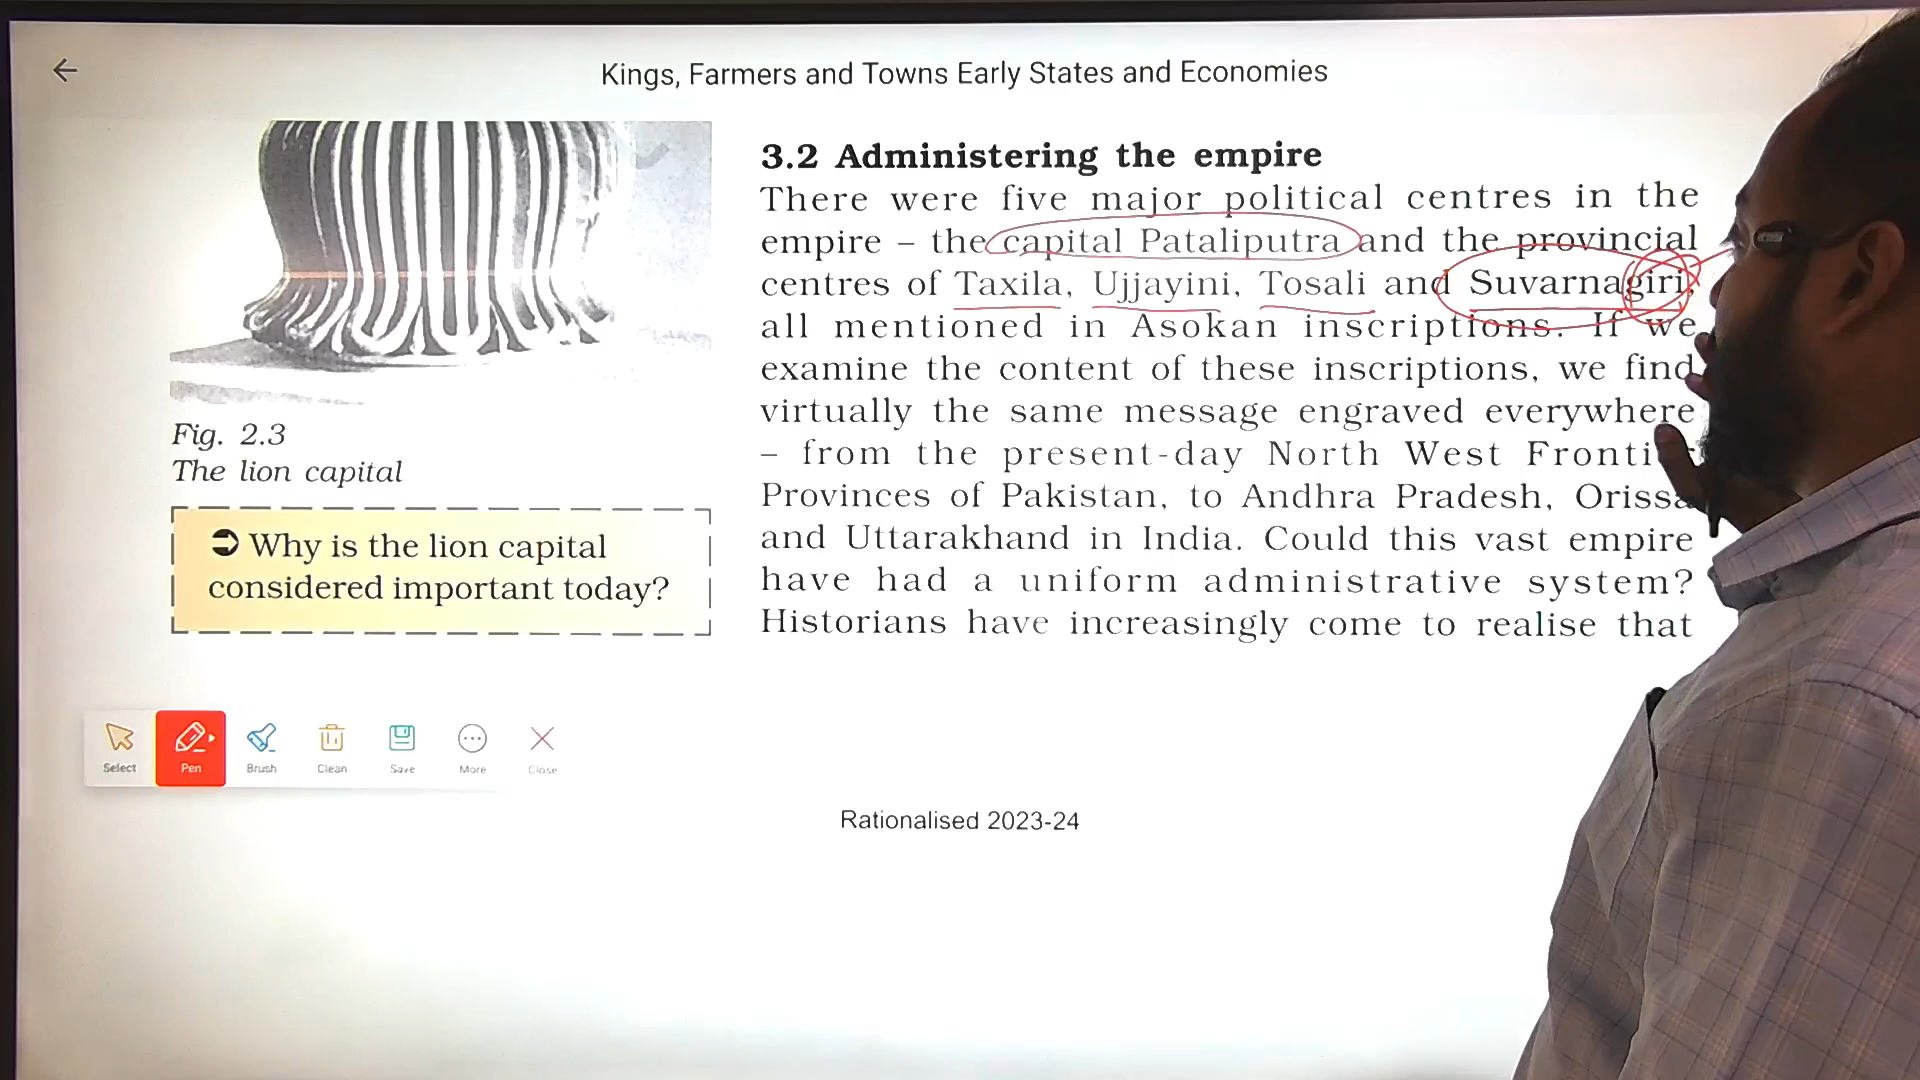 Kings, Farmers and Towns Early States and Economies
Fig. 2.3
The lion capital
Why is the lion capital
considered important today?
3.2 Administering the empire
There were five major political centres in the
empire – the capital Pataliputra and the provincial
centres of Taxila, Ujjayini, Tosali and Suvarnagiri,
all mentioned in Asokan inscriptions. If we
examine the content of these inscriptions, we find
virtually the same message engraved everywhere
– from the present-day North West
Provinces of Pakistan, to Andhra Pradesh, Orissa
and Uttarakhand in India. Could this vast empire
have had a uniform administrative system?
Historians have increasingly come to realise that
Select Pen Brush Clean Save More Close
Rationalised 2023-24